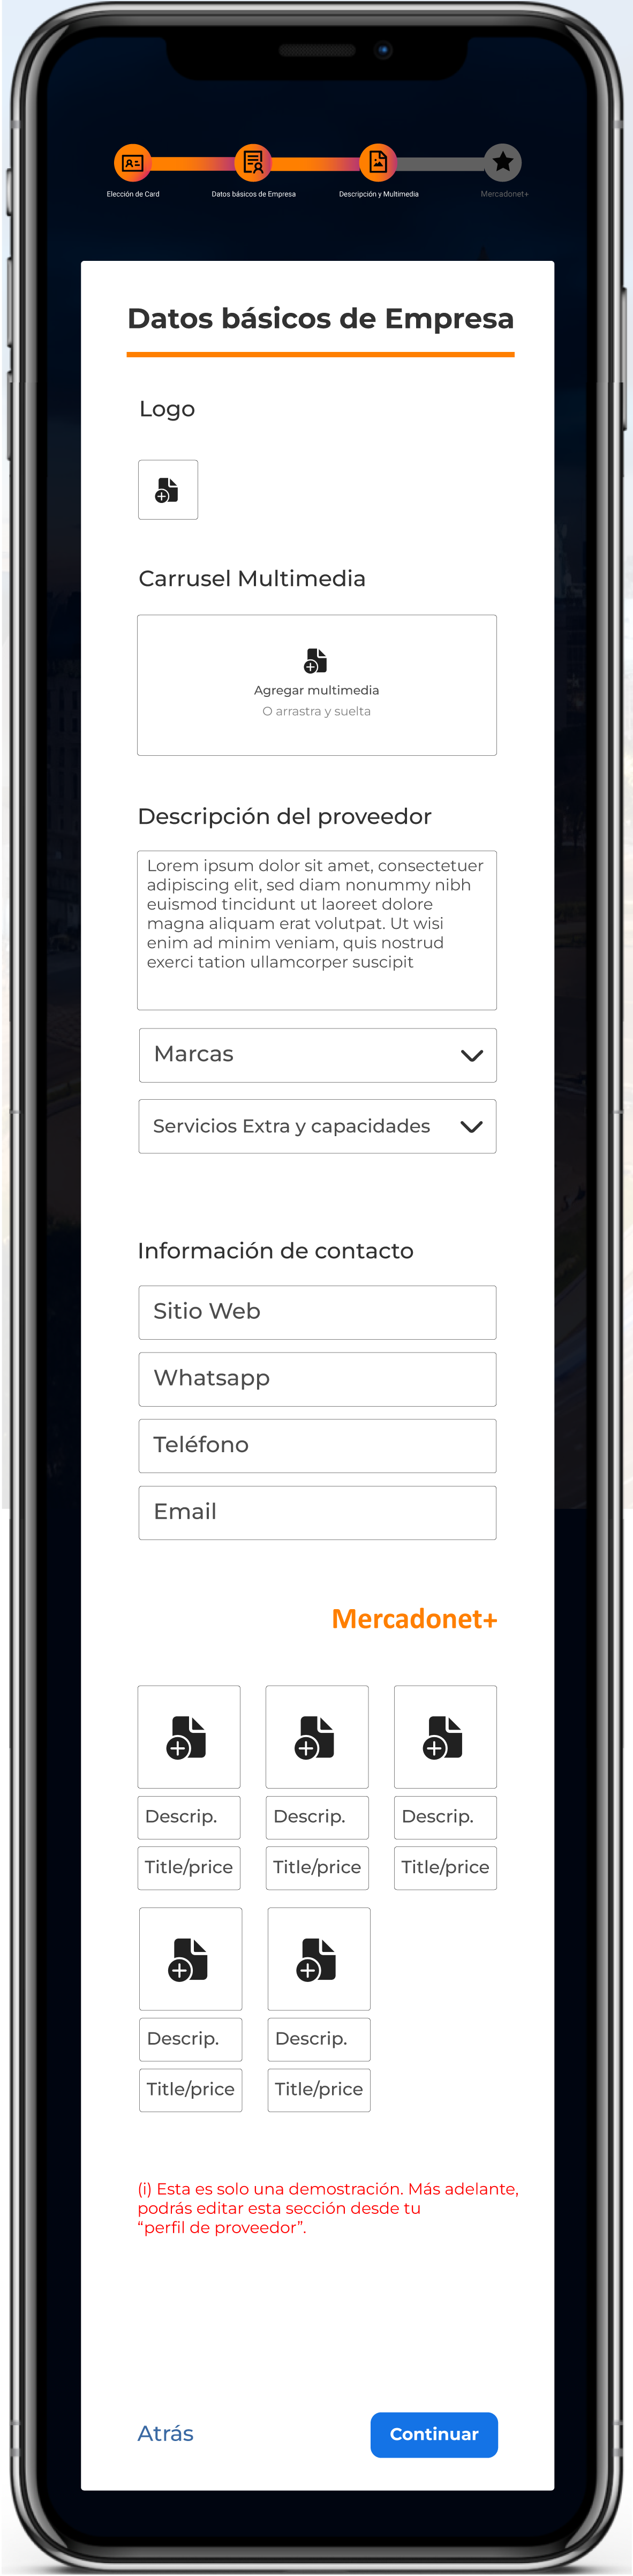 Elección de Card
Datos básicos de Empresa
Descripción y Multimedia
Mercadonet+
Datos básicos de Empresa
Logo
Carrusel Multimedia
Agregar multimedia
O arrastra y suelta
Descripción del proveedor
Lorem ipsum dolor sit amet, consectetuer
adipiscing elit, sed diam nonummy nibh
euismod tincidunt ut laoreet dolore
magna aliquam erat volutpat. Ut wisi
enim ad minim veniam, quis nostrud
exerci tation ullamcorper suscipit
Marcas
Servicios Extra y capacidades
Información de contacto
Sitio Web
Whatsapp
Teléfono
Email
Mercadonet+
Descrip.
Descrip.
Descrip.
Title/price
Title/price
Title/price
Descrip.
Descrip.
Title/price
Title/price
(i) Esta es solo una demostración. Más adelante,
podrás editar esta sección desde tu
“perfil de proveedor”.
Atrás
Continuar